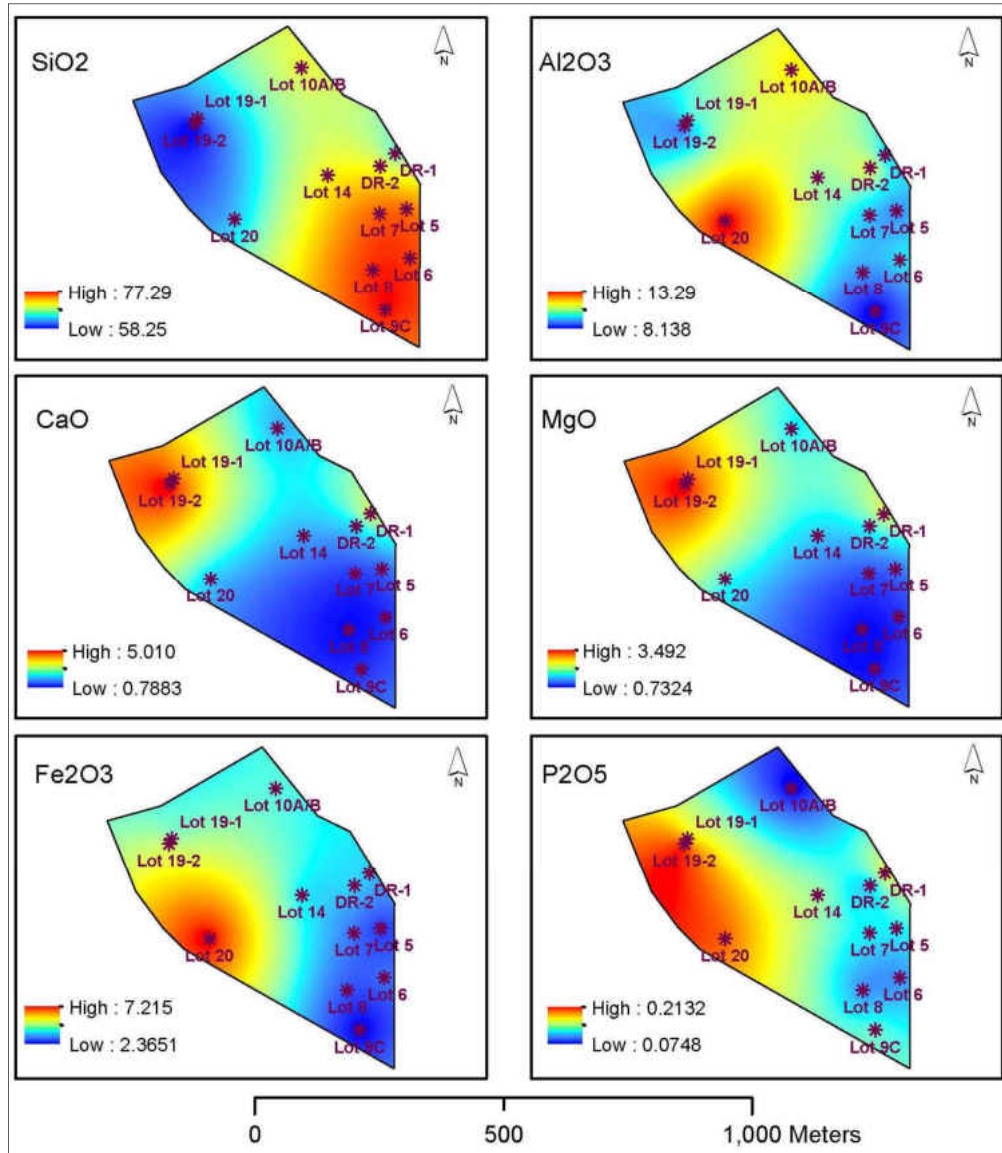 SiO2
N
Lot 10A/B
Lot 19-1
Lot 19-2
DR-1
DR-2
Lot 14
Lot 20
Lot 7
Lot 5
Lot 6
Lot 8
Lot 9C
High : 77.29
Low : 58.25
Al2O3
N
Lot 10A/B
Lot 19-1
Lot 19-2
DR-1
DR-2
Lot 14
Lot 20
Lot 7
Lot 5
Lot 6
Lot 8
Lot 9C
High : 13.29
Low : 8.138
CaO
N
Lot 10A/B
Lot 19-1
Lot 19-2
DR-1
DR-2
Lot 14
Lot 20
Lot 7
Lot 5
Lot 6
Lot 8
Lot 9C
High : 5.010
Low : 0.7883
MgO
N
Lot 10A/B
Lot 19-1
Lot 19-2
DR-1
DR-2
Lot 14
Lot 20
Lot 7
Lot 5
Lot 6
Lot 8
Lot 9C
High : 3.492
Low : 0.7324
Fe2O3
N
Lot 10A/B
Lot 19-1
Lot 19-2
DR-1
DR-2
Lot 14
Lot 20
Lot 7
Lot 5
Lot 6
Lot 8
Lot 9C
High : 7.215
Low : 2.3651
P2O5
N
Lot 10A/B
Lot 19-1
Lot 19-2
DR-1
DR-2
Lot 14
Lot 20
Lot 7
Lot 5
Lot 6
Lot 8
Lot 9C
High : 0.2132
Low : 0.0748
0 500 1,000 Meters